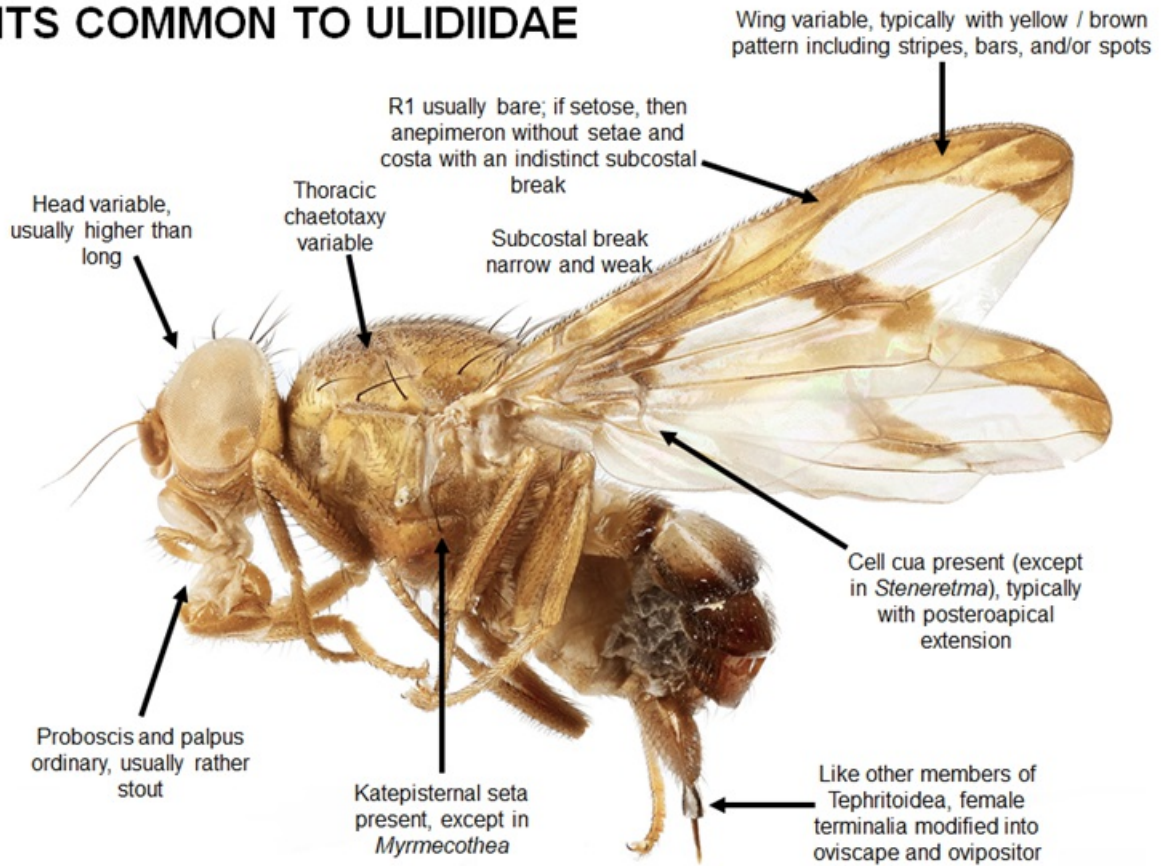 ITS COMMON TO ULIDIIDAE
Wing variable, typically with yellow / brown
pattern including stripes, bars, and/or spots
R1 usually bare; if setose, then
anepimeron without setae and
costa with an indistinct subcostal
break
Thoracic
chaetotaxy
variable
Head variable,
usually higher than
long
Subcostal break
narrow and weak
Cell cua present (except
in Steneretma), typically
with posteroapical
extension
Proboscis and palpus
ordinary, usually rather
stout
Katepisternal seta
present, except in
Myrmecothea
Like other members of
Tephritoidea, female
terminalia modified into
oviscape and ovipositor